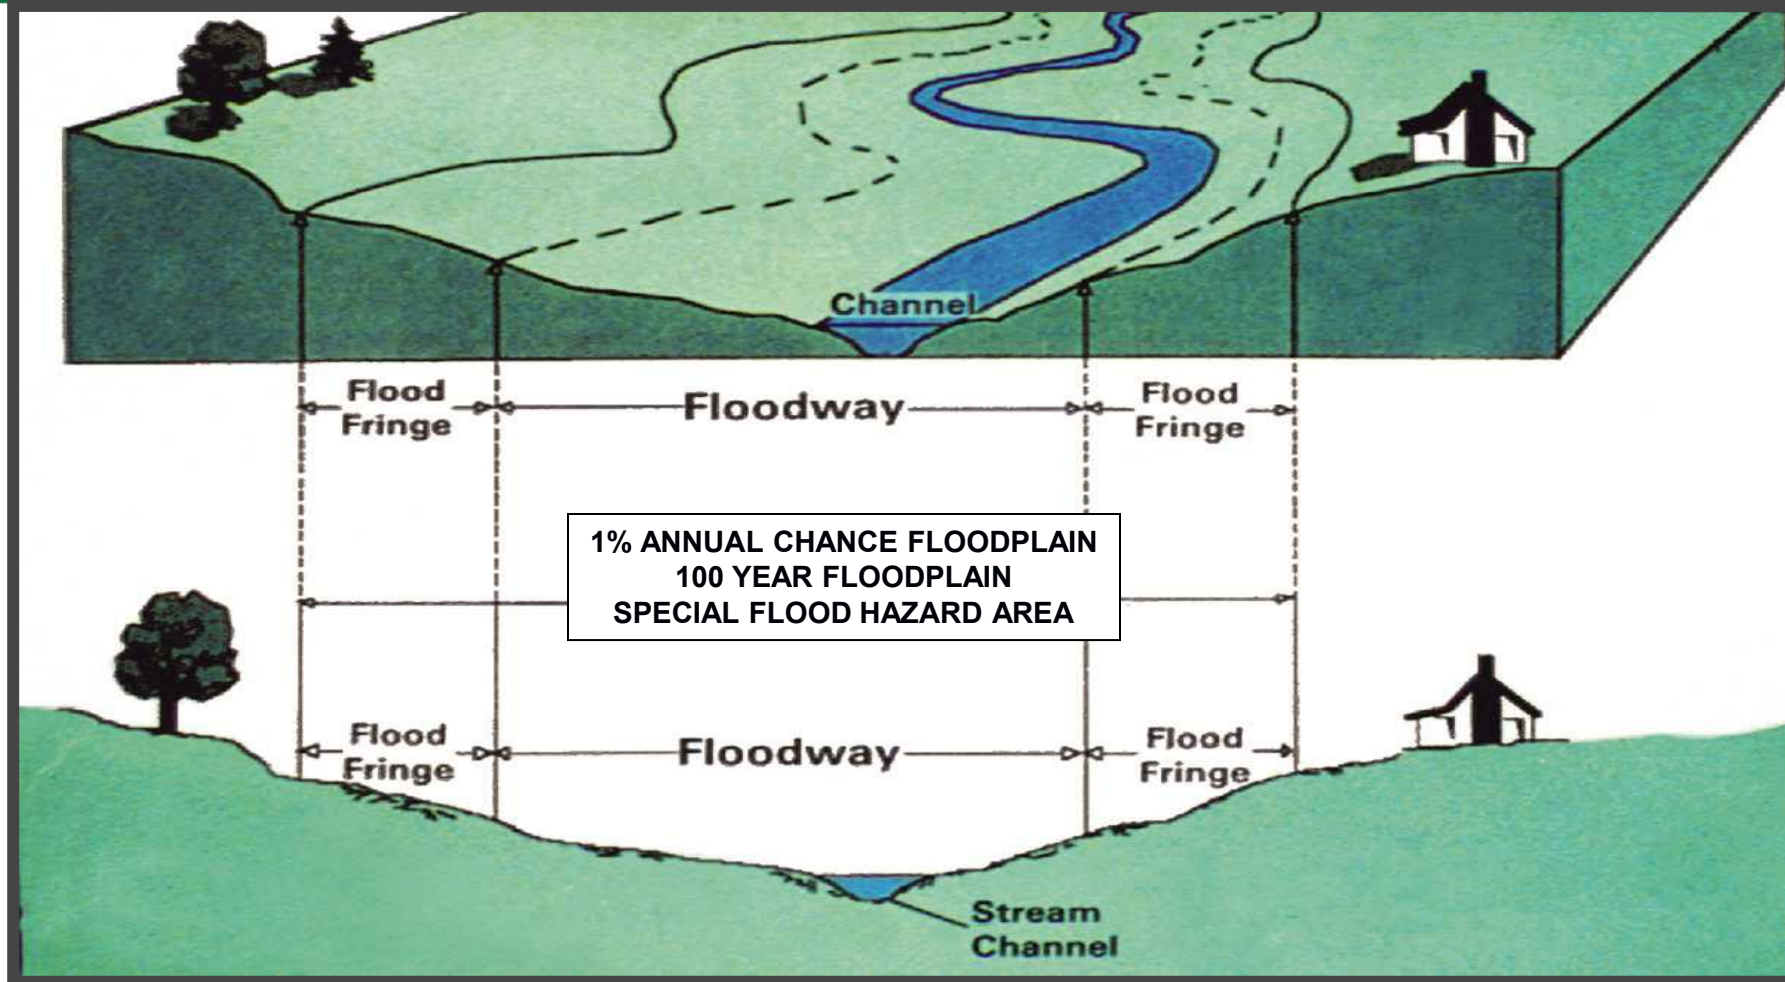 Channel
Flood
Fringe
Floodway
Flood
Fringe
1% ANNUAL CHANCE FLOODPLAIN
100 YEAR FLOODPLAIN
SPECIAL FLOOD HAZARD AREA
Flood
Fringe
Floodway
Flood
Fringe
Stream
Channel